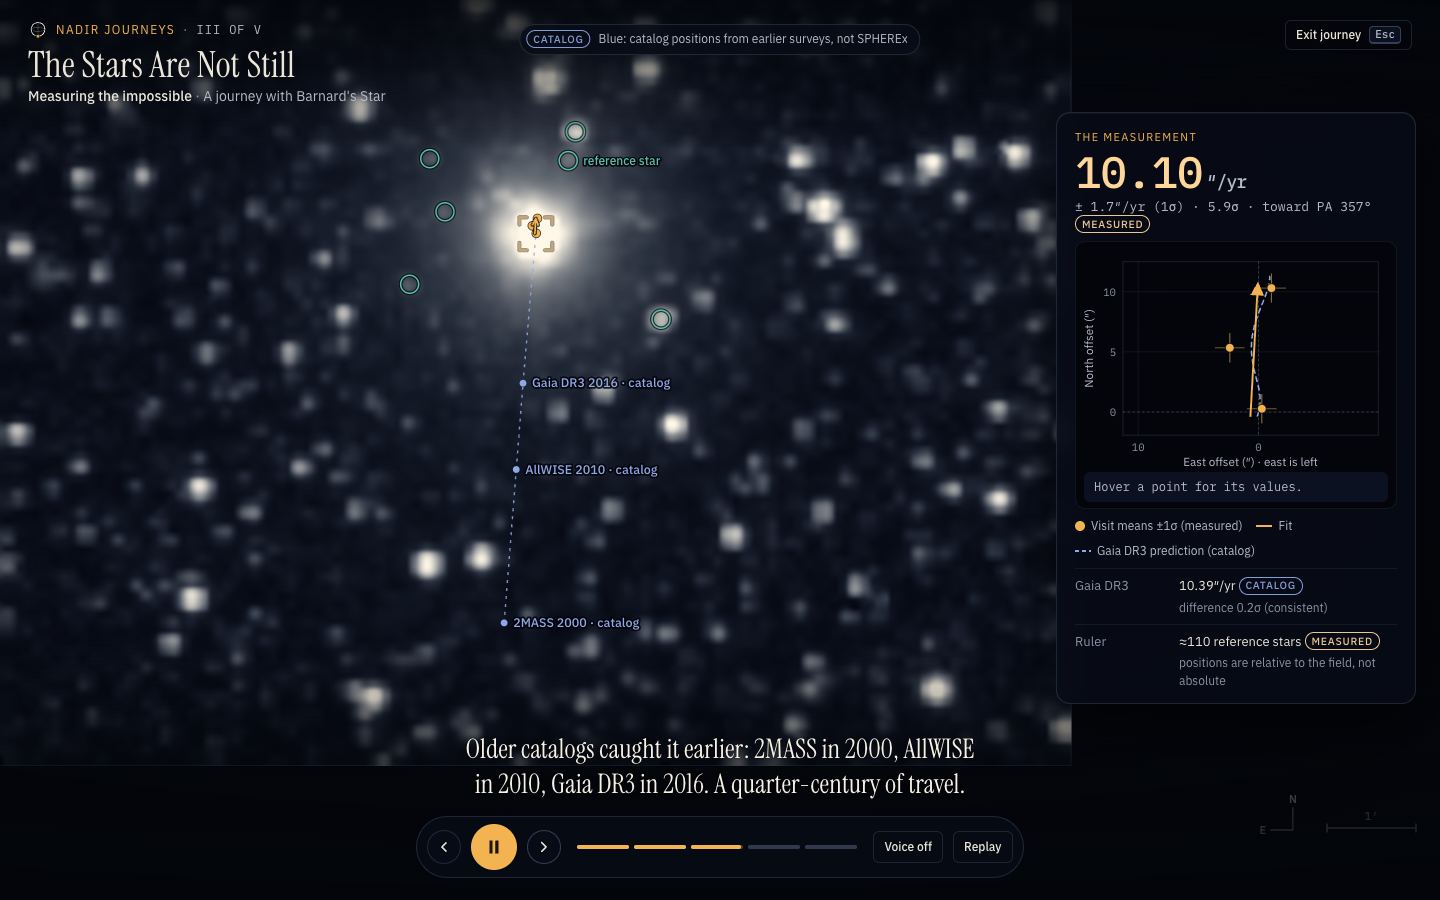 NADIR JOURNEYS · III OF V
The Stars Are Not Still
Measuring the impossible · A journey with Barnard's Star
CATALOG Blue: catalog positions from earlier surveys, not SPHEREx
Exit journey Esc
reference star
Gaia DR3 2016 · catalog
AllWISE 2010 · catalog
2MASS 2000 · catalog
THE MEASUREMENT
10.10 ″/yr
± 1.7″/yr (1σ) · 5.9σ · toward PA 357°
MEASURED
North offset (″)
10
5
0
10 0
East offset (″) · east is left
Hover a point for its values.
Visit means ±1σ (measured) Fit
Gaia DR3 prediction (catalog)
Gaia DR3 10.39″/yr CATALOG
difference 0.2σ (consistent)
Ruler ≈110 reference stars MEASURED
positions are relative to the field, not
absolute
Older catalogs caught it earlier: 2MASS in 2000, AllWISE
in 2010, Gaia DR3 in 2016. A quarter-century of travel.
Voice off Replay
N
E
1′